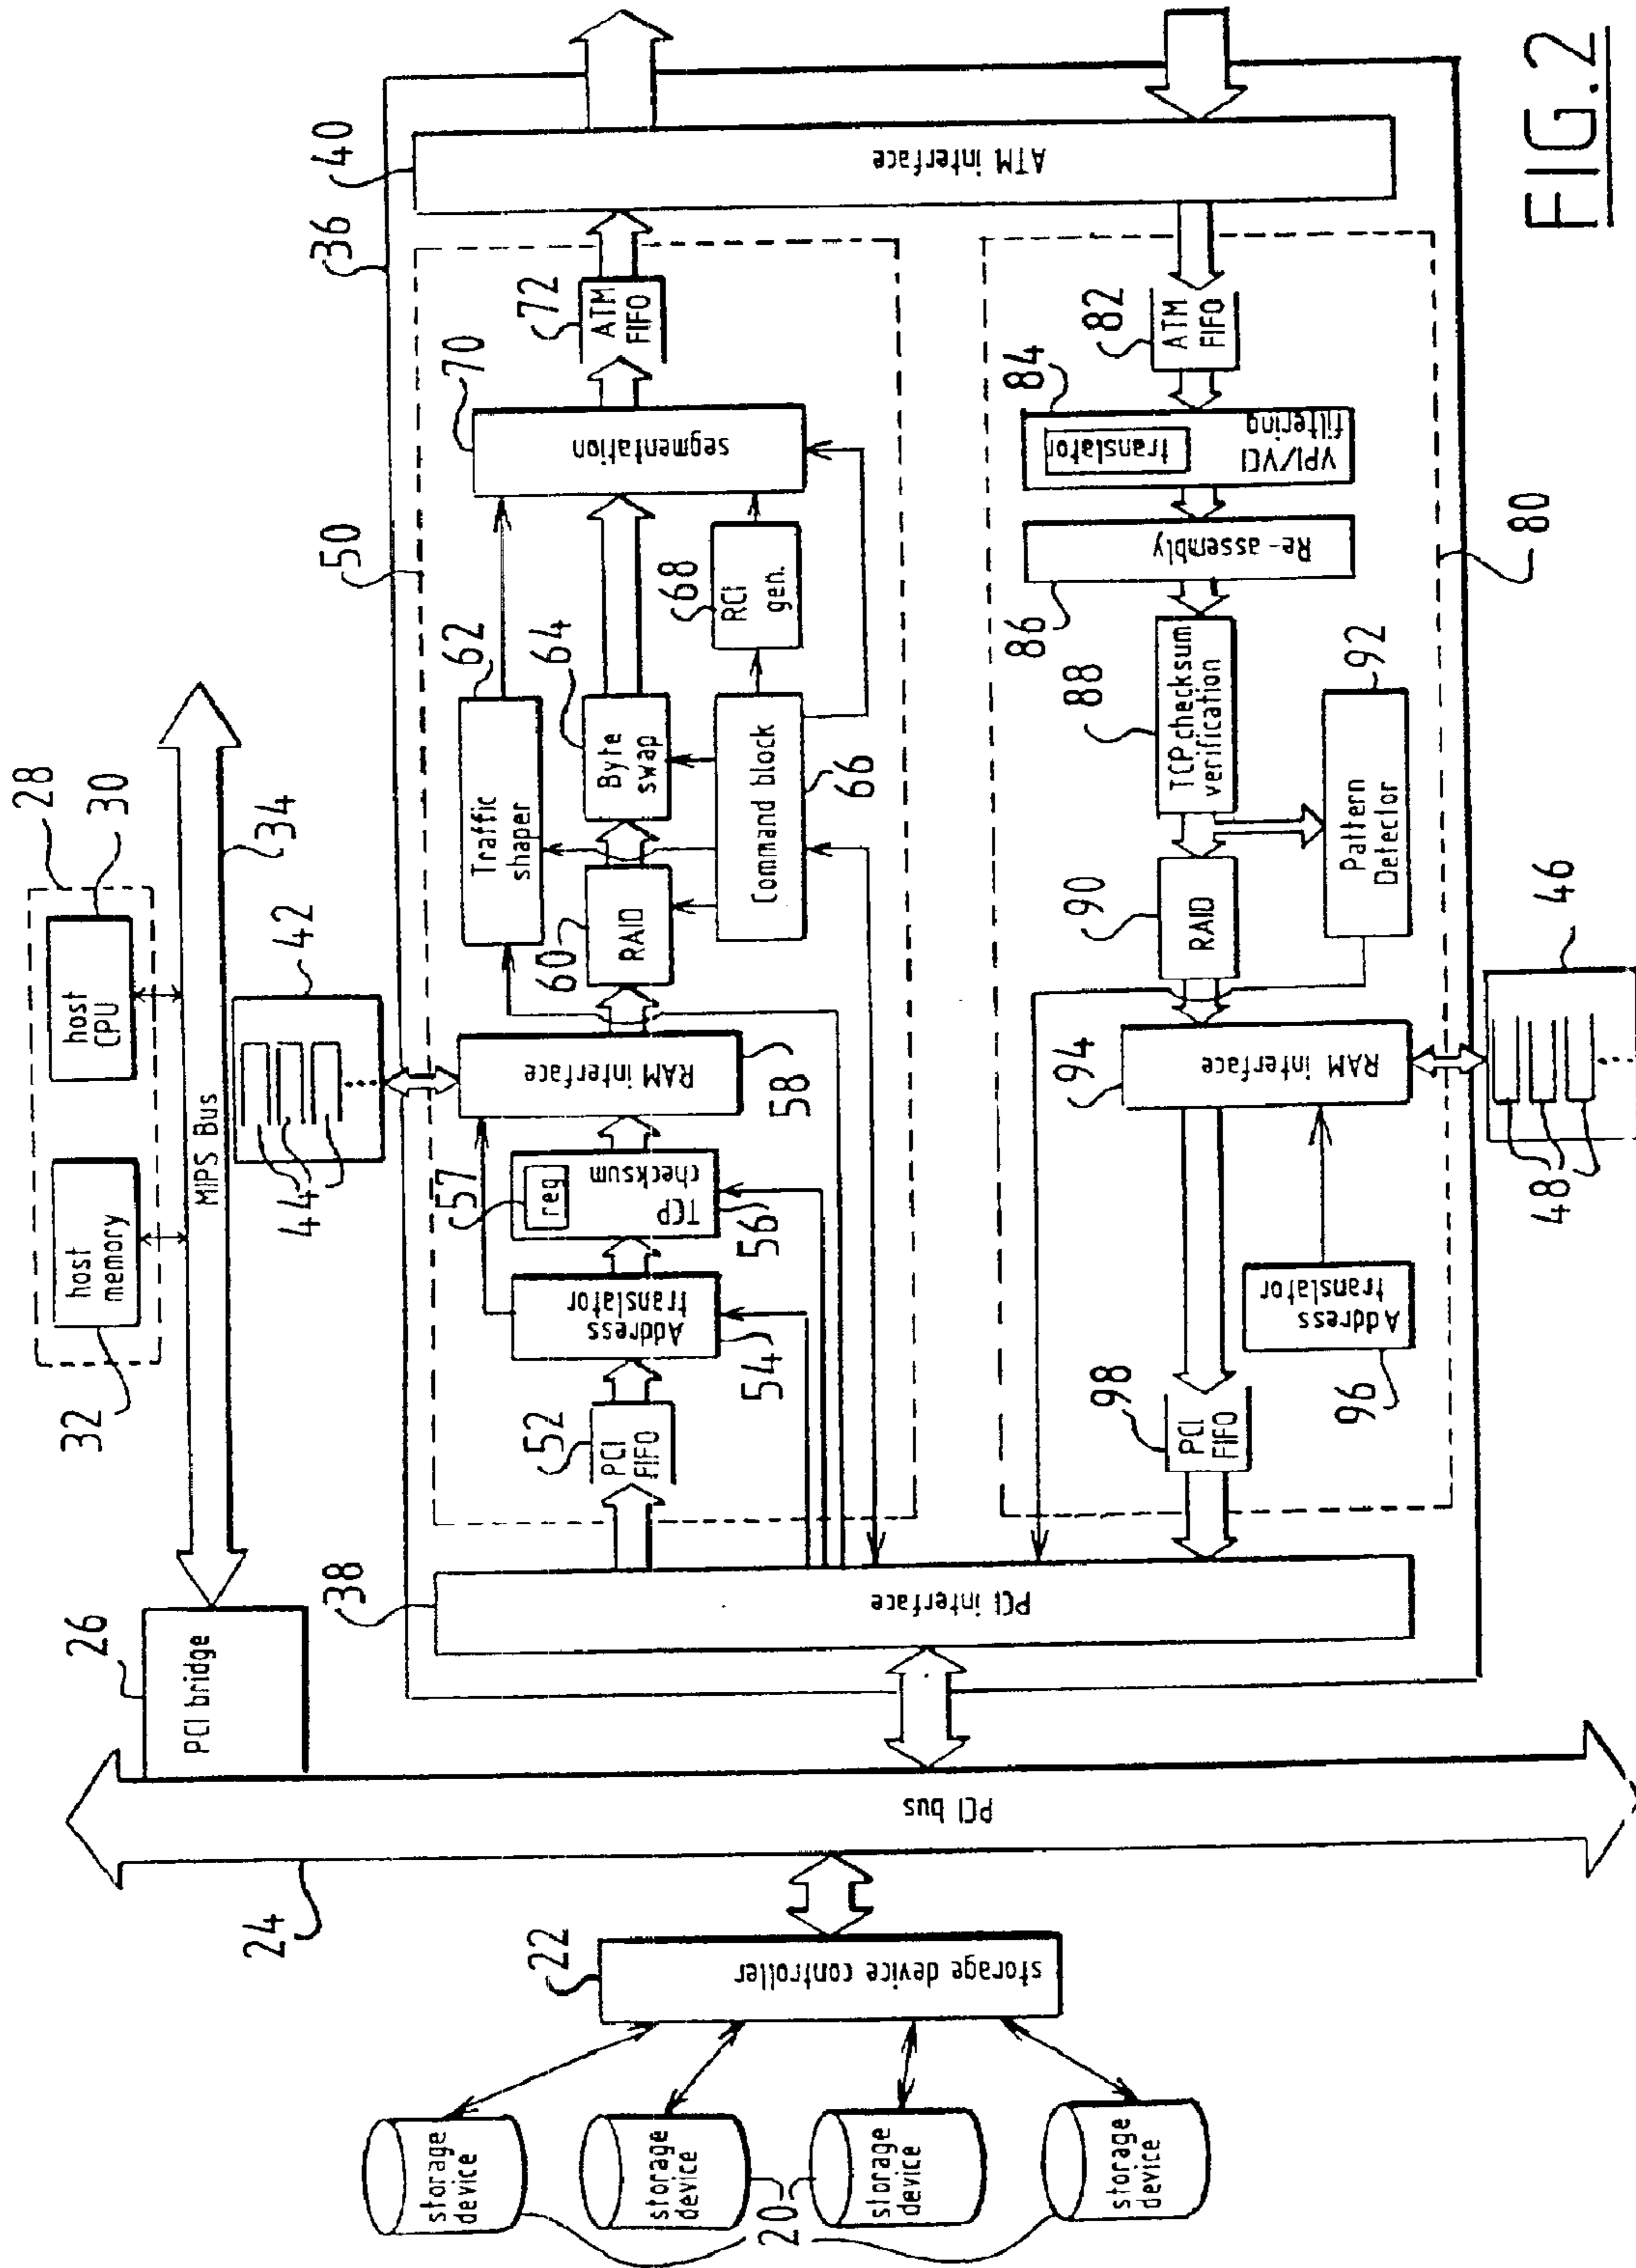 28
30
host
CPU
host
memory
32
MIPS Bus
34
26
PCI bridge
42
44
36
40
ATM interface
50
52
PCI
FIFO
54
Address
translator
57
reg
TCP
checksum
56
RAM interface
58
60
RAID
62
Traffic
shaper
64
Byte
swap
Command block
66
68
RCI
gen.
70
segmentation
72
ATM
FIFO
38
PCI interface
PCI bus
24
22
storage device controller
storage
device
storage
device
storage
device
storage
device
20
80
82
ATM
FIFO
84
translator
VPI/VCI
filtering
86
Re-assembly
88
TCP checksum
verification
90
RAID
92
Pattern
Detector
94
RAM interface
96
Address
translator
98
PCI
FIFO
46
48
FIG.2